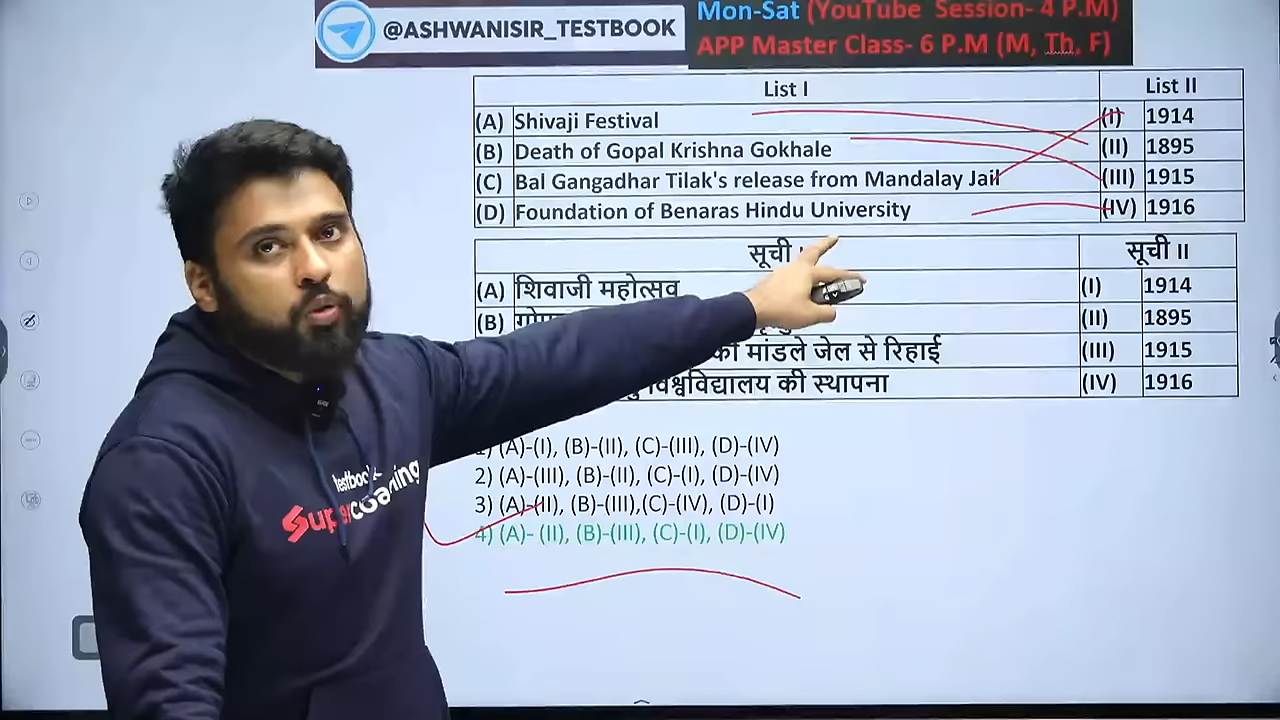 @ASHWANISIR_TESTBOOK
Mon-Sat (YouTube Session- 4 P.M)
APP Master Class- 6 P.M (M, Th, F)
List I List II
(A) Shivaji Festival (I) 1914
(B) Death of Gopal Krishna Gokhale (II) 1895
(C) Bal Gangadhar Tilak's release from Mandalay Jail (III) 1915
(D) Foundation of Benaras Hindu University (IV) 1916
सूची सूची II
(A) शिवाजी महोत्सव (I) 1914
(B) (II) 1895
को मांडले जेल से रिहाई (III) 1915
विश्वविद्यालय की स्थापना (IV) 1916
1) (A)-(I), (B)-(II), (C)-(III), (D)-(IV)
2) (A)-(III), (B)-(II), (C)-(I), (D)-(IV)
3) (A)-(II), (B)-(III),(C)-(IV), (D)-(I)
4) (A)- (II), (B)-(III), (C)-(I), (D)-(IV)
testbook
Supercoaching